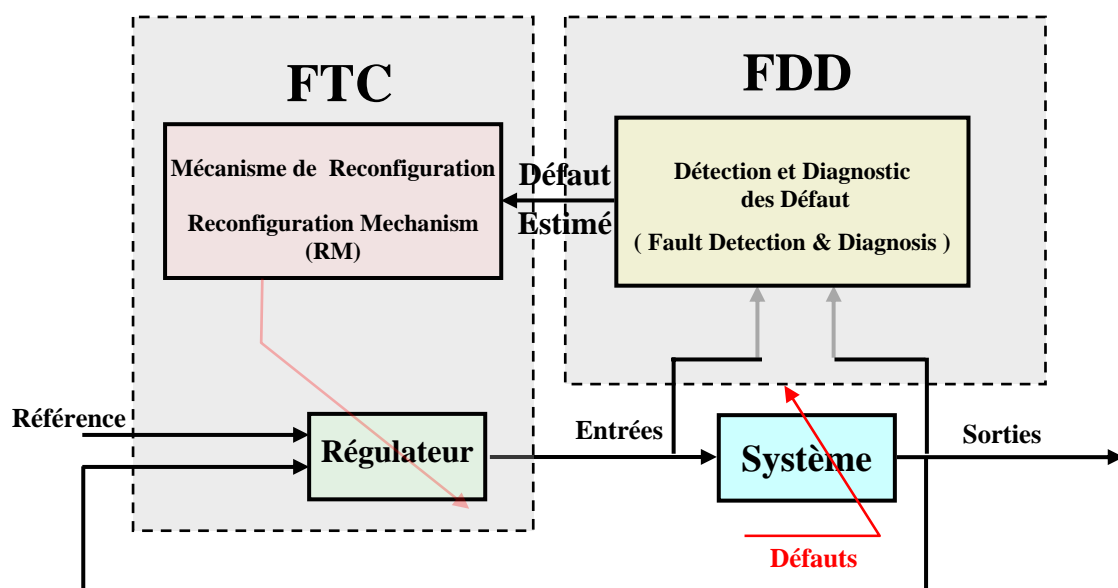 FTC
FDD
Mécanisme de Reconfiguration
Reconfiguration Mechanism
(RM)
Défaut
Estimé
Détection et Diagnostic
des Défaut
( Fault Detection & Diagnosis )
Référence
Régulateur
Entrées
Système
Sorties
Défauts